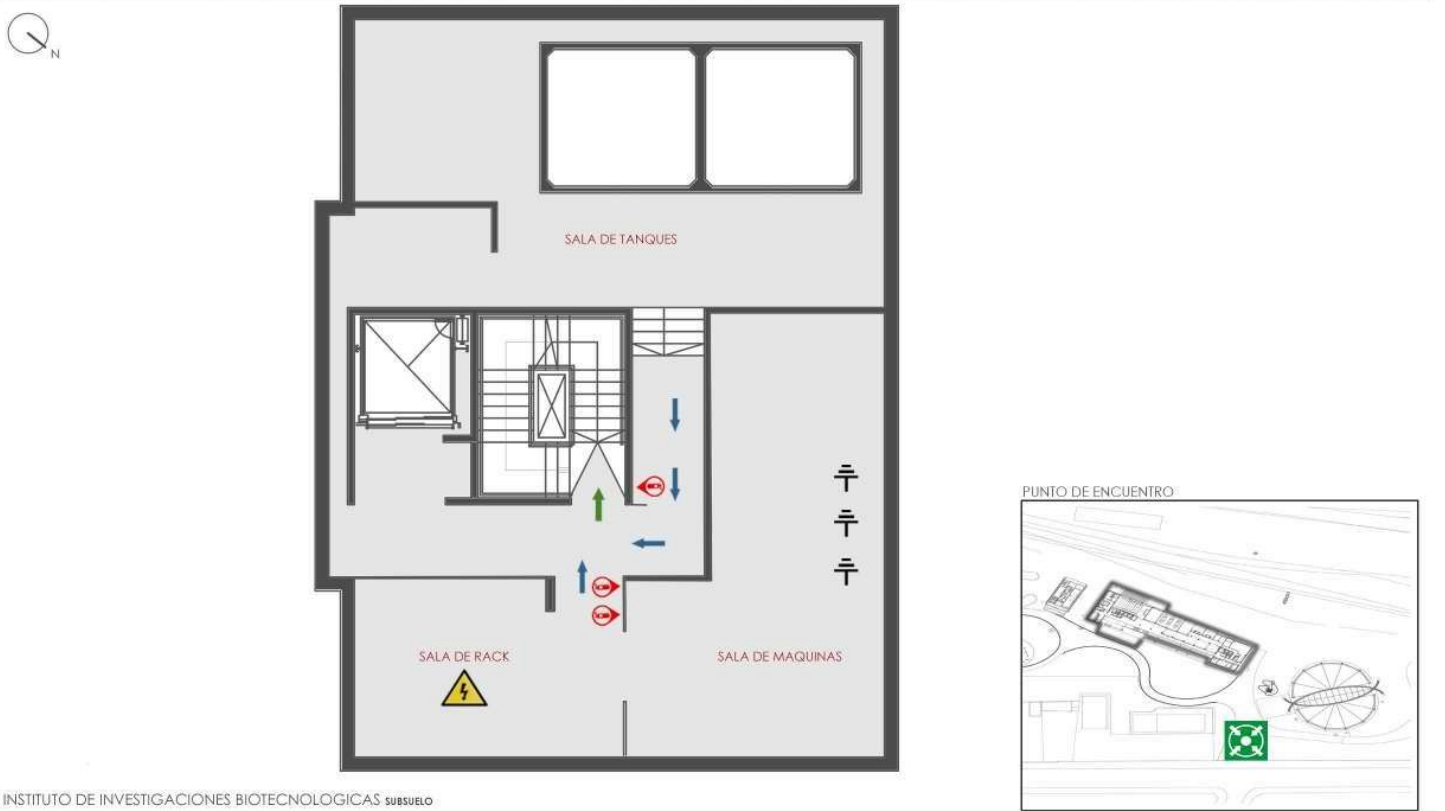 N
SALA DE TANQUES
PUNTO DE ENCUENTRO
SALA DE RACK
SALA DE MAQUINAS
INSTITUTO DE INVESTIGACIONES BIOTECNOLOGICAS SUBSUELO